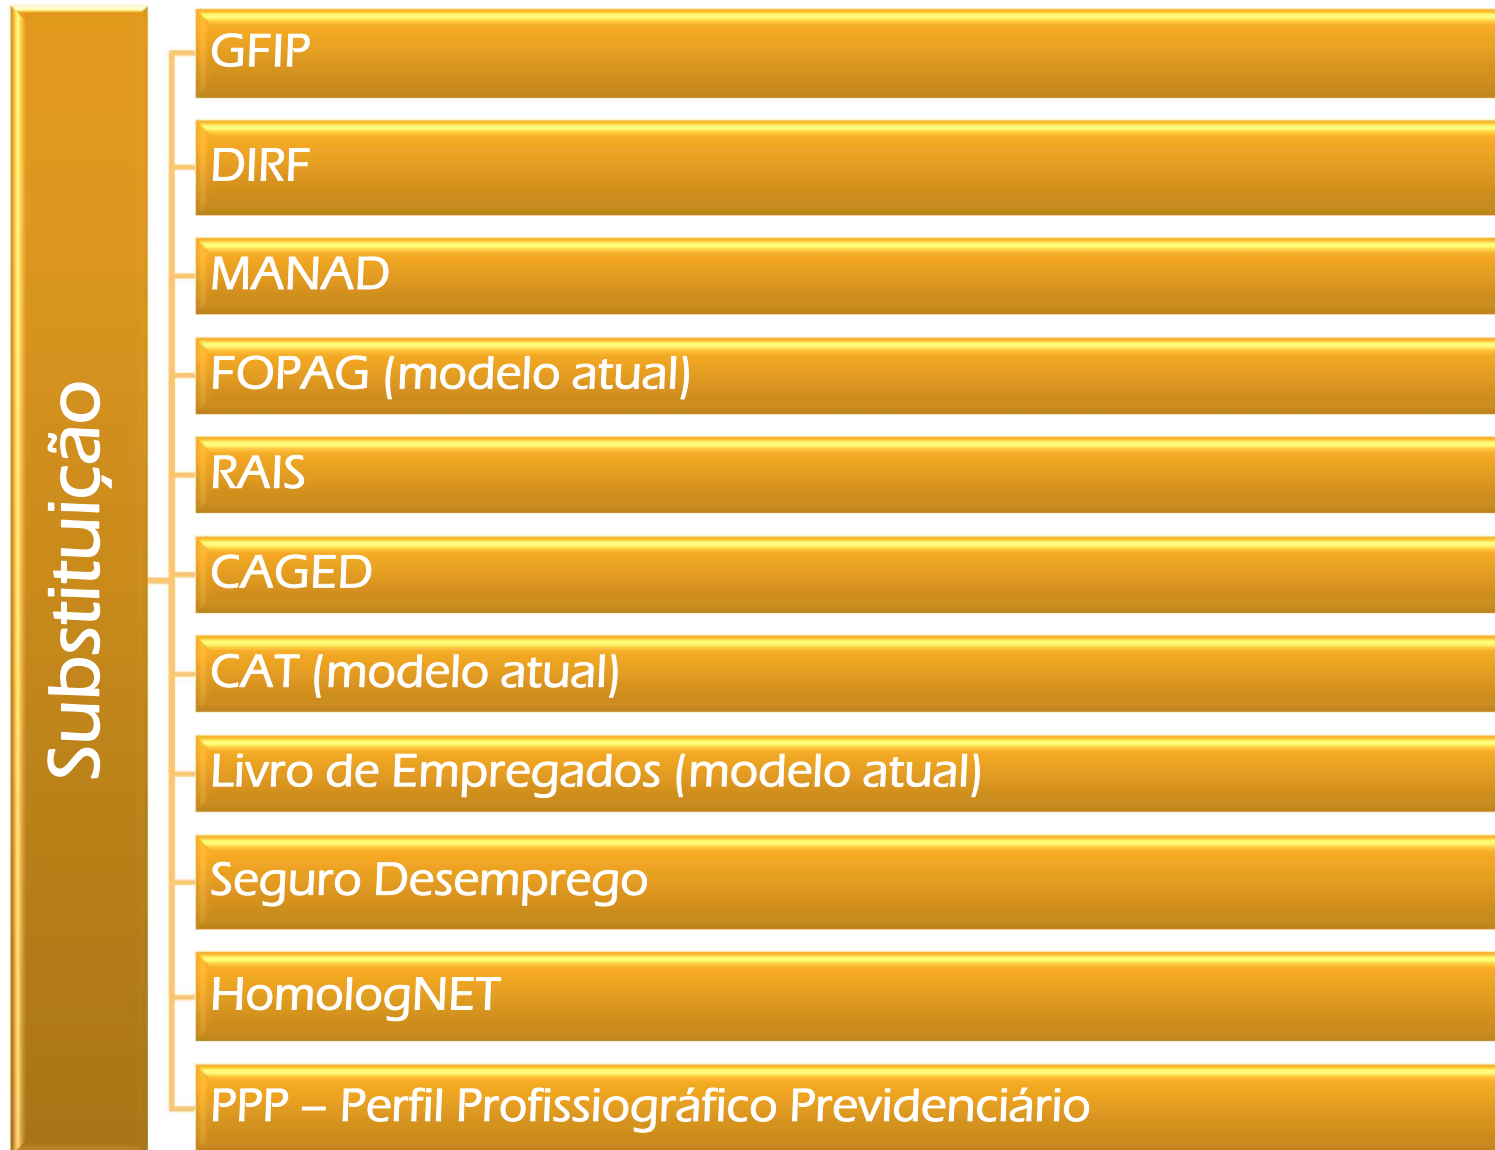 Substituição
GFIP
DIRF
MANAD
FOPAG (modelo atual)
RAIS
CAGED
CAT (modelo atual)
Livro de Empregados (modelo atual)
Seguro Desemprego
HomologNET
PPP – Perfil Profissiográfico Previdenciário